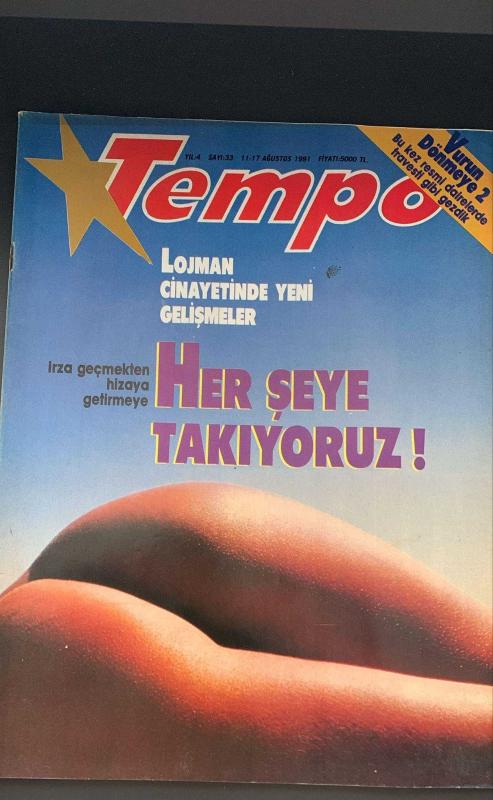 YIL:4 SAYI:33 11-17 AĞUSTOS 1991 FİYATI:5000 TL.
Tempo
Vurun
Dönmeye 2
Bu kez resmi dairelerde
travesti gibi gezdik
LOJMAN
CİNAYETİNDE YENİ
GELİŞMELER
Irza geçmekten
hizaya
getirmeye
HER ŞEYE
TAKIYORUZ!